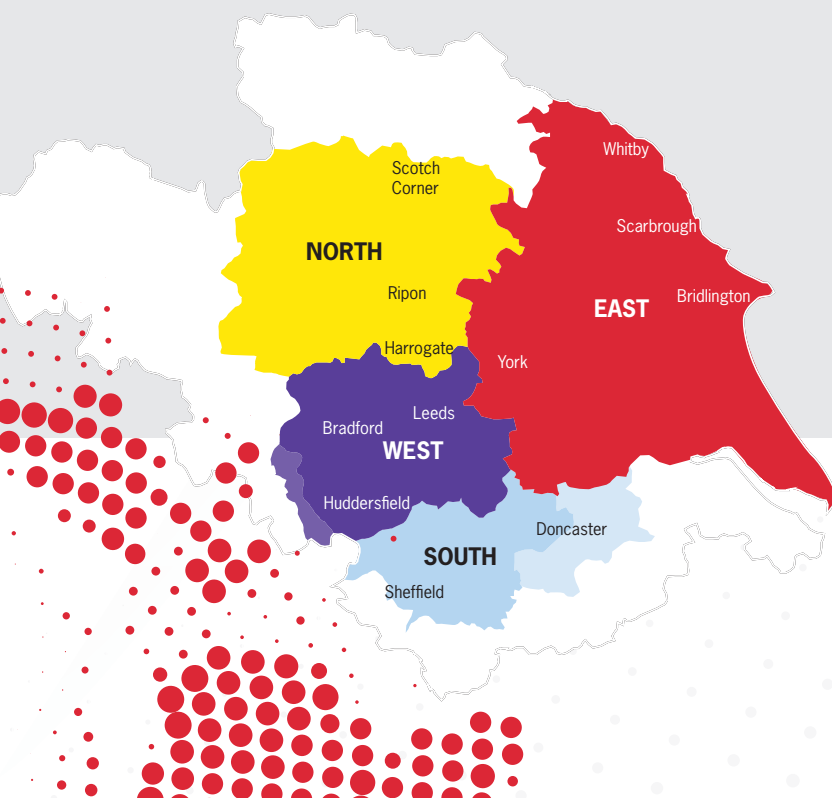 Whitby
Scotch
Corner
Scarbrough
NORTH
Ripon
Bridlington
EAST
Harrogate
York
Leeds
Bradford
WEST
Huddersfield
Doncaster
SOUTH
Sheffield